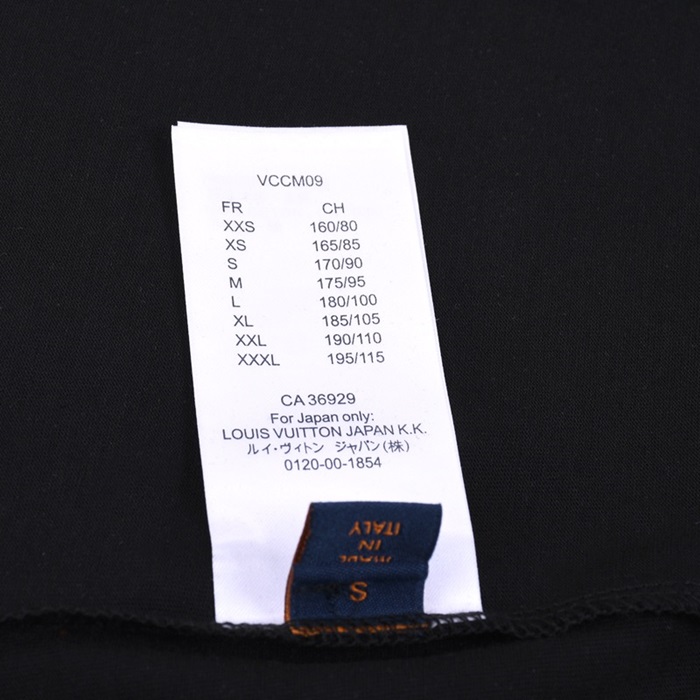 VCCM09
FR CH
XXS 160/80
XS 165/85
S 170/90
M 175/95
L 180/100
XL 185/105
XXL 190/110
XXXL 195/115
CA 36929
For Japan only:
LOUIS VUITTON JAPAN K.K.
ルイ・ヴィトン ジャパン(株)
0120-00-1854
S
MADE
IN
ITALY